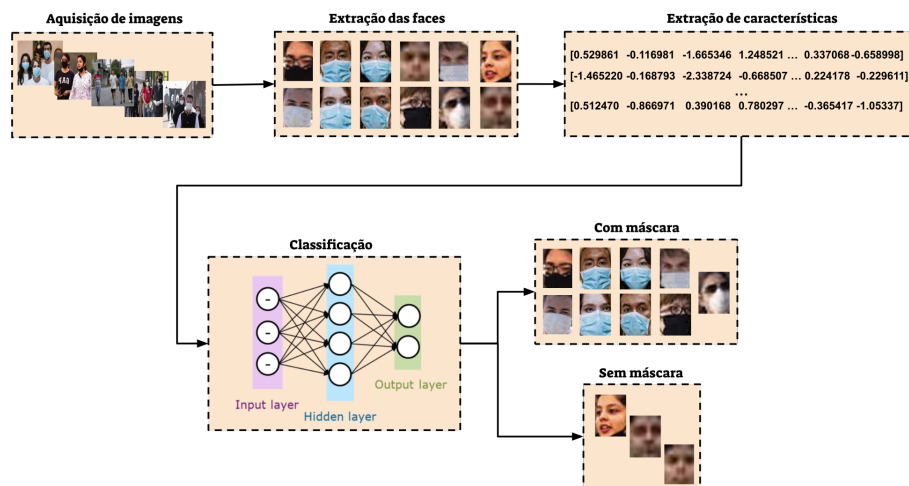 Aquisição de imagens
Extração das faces
Extração de características
[0.529861 -0.116981 -1.665346 1.248521 ... 0.337068 -0.658998]
[-1.465220 -0.168793 -2.338724 -0.668507 ... 0.224178 -0.229611]
...
[0.512470 -0.866971 0.390168 0.780297 ... -0.365417 -1.05337]
Classificação
Input layer
Hidden layer
Output layer
Com máscara
Sem máscara